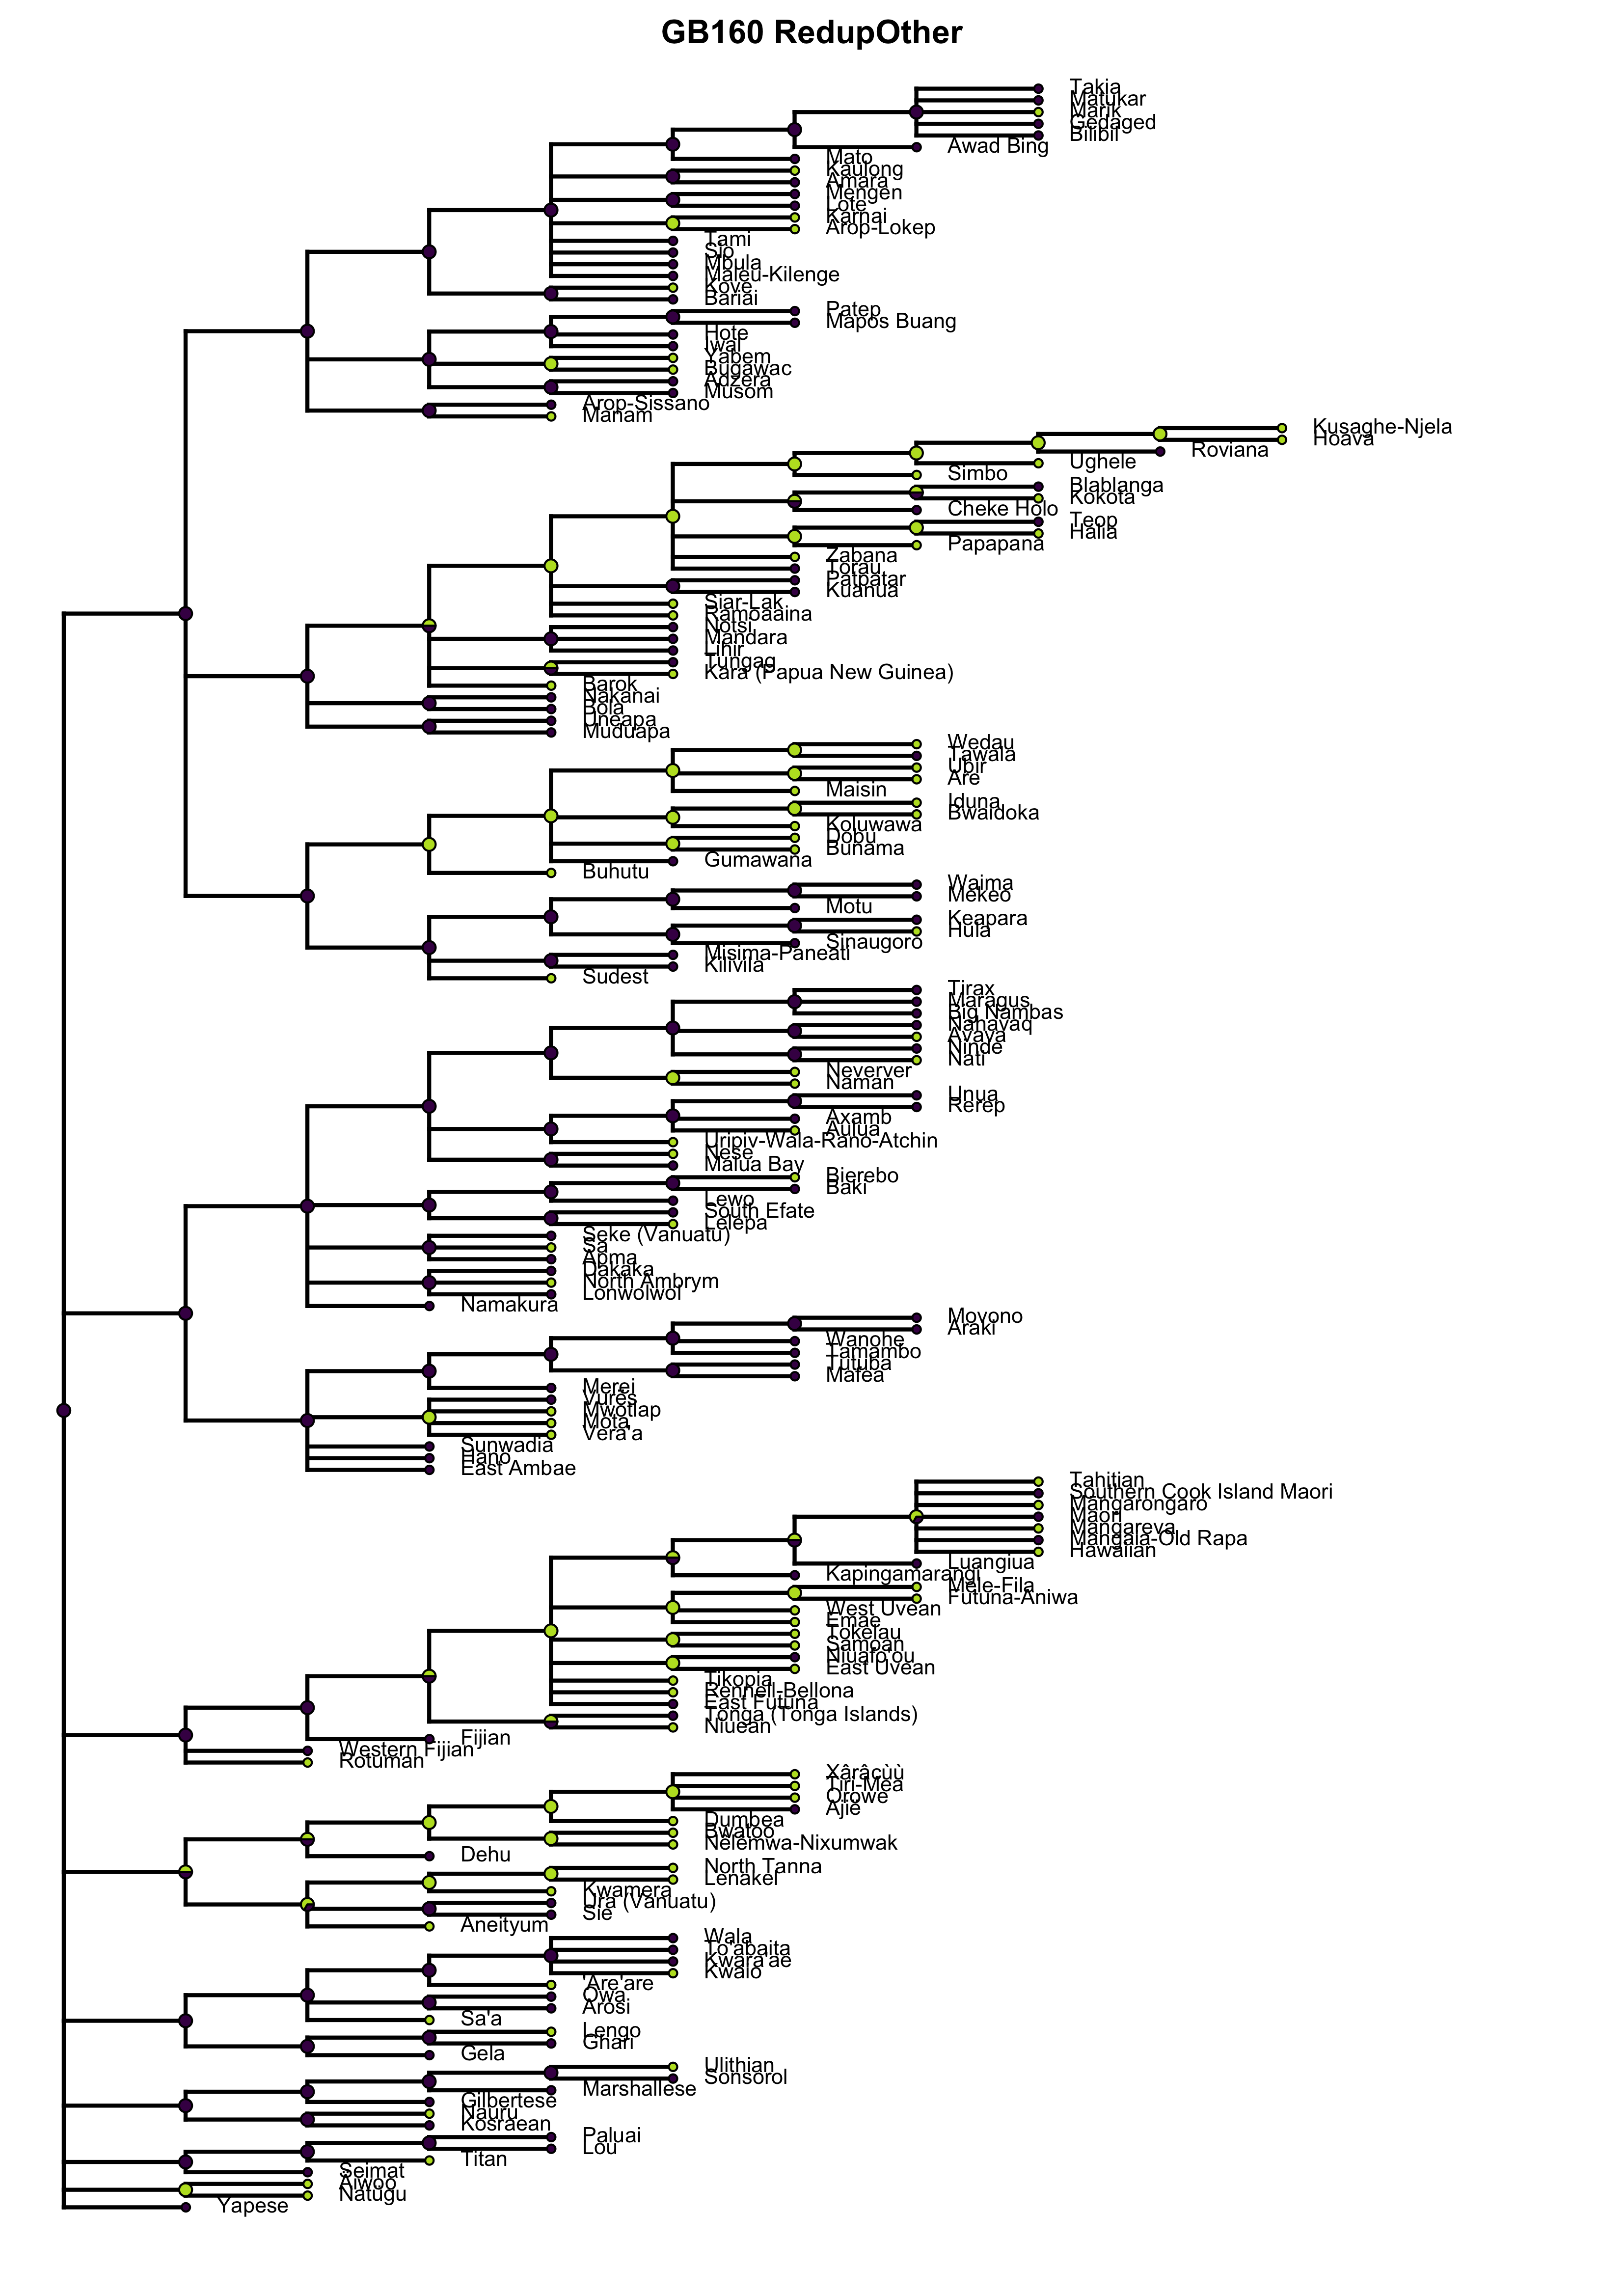 GB160 RedupOther
Takia
Matukar
Marik
Gedaged
Bilibil
Awad Bing
Mato
Kaulong
Amara
Mengen
Lote
Karnai
Arop-Lokep
Tami
Sio
Mbula
Maleu-Kilenge
Kove
Bariai
Patep
Mapos Buang
Hote
Iwal
Yabem
Bugawac
Adzera
Musom
Arop-Sissano
Manam
Kusaghe-Njela
Hoava
Roviana
Ughele
Simbo
Blablanga
Kokota
Cheke Holo
Teop
Halia
Papapana
Zabana
Torau
Patpatar
Kuanua
Siar-Lak
Ramoaaina
Notsi
Mandara
Lihir
Tungag
Kara (Papua New Guinea)
Barok
Nakanai
Bola
Uneapa
Muduapa
Wedau
Tawala
Ubir
Are
Maisin
Iduna
Bwaidoka
Koluwawa
Dobu
Bunama
Gumawana
Buhutu
Waima
Mekeo
Motu
Keapara
Hula
Sinaugoro
Misima-Paneati
Kilivila
Sudest
Tirax
Maragus
Big Nambas
Nahavaq
Avava
Ninde
Nati
Neverver
Naman
Unua
Rerep
Axamb
Aulua
Uripiv-Wala-Rano-Atchin
Nese
Malua Bay
Bierebo
Baki
Lewo
South Efate
Lelepa
Seke (Vanuatu)
Sa
Apma
Dakaka
North Ambrym
Lonwolwol
Namakura
Movono
Araki
Wanohe
Tamambo
Tutuba
Mafea
Merei
Vurës
Mwotlap
Mota
Vera'a
Sunwadia
Hano
East Ambae
Tahitian
Southern Cook Island Maori
Mangarongaro
Maori
Mangareva
Mangaia-Old Rapa
Hawaiian
Luangiua
Kapingamarangi
Mele-Fila
Futuna-Aniwa
West Uvean
Emae
Tokelau
Samoan
Niuafo'ou
East Uvean
Tikopia
Rennell-Bellona
East Futuna
Tonga (Tonga Islands)
Niuean
Fijian
Western Fijian
Rotuman
Xârâcùù
Tiri-Mea
Orowe
Ajië
Dumbea
Bwatoo
Nêlêmwa-Nixumwak
Dehu
North Tanna
Lenakel
Kwamera
Ura (Vanuatu)
Sie
Aneityum
Wala
To'abaita
Kwara'ae
Kwaio
'Are'are
Owa
Arosi
Sa'a
Lengo
Ghari
Gela
Ulithian
Sonsorol
Marshallese
Gilbertese
Nauru
Kosraean
Paluai
Lou
Titan
Seimat
Äiwoo
Natügu
Yapese